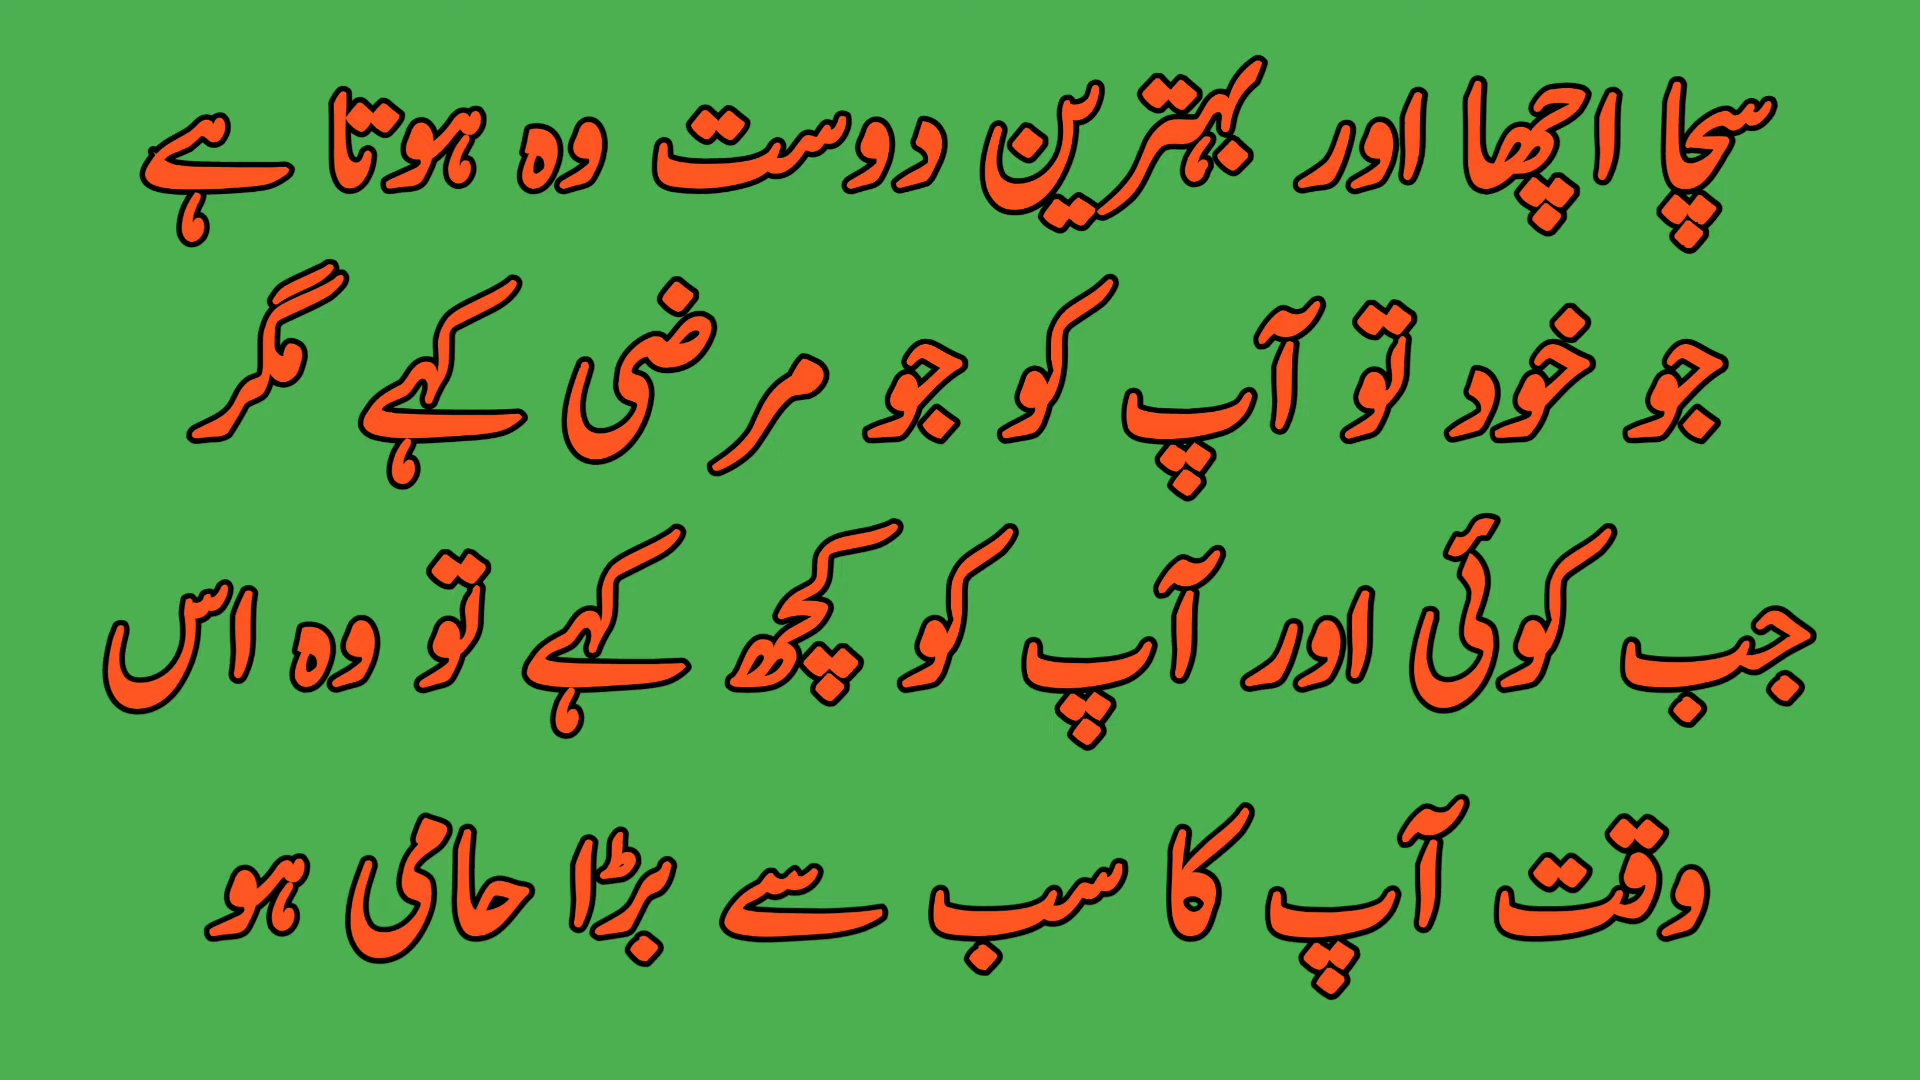 سچا اچھا اور بہترین دوست وہ ہوتا ہے
جو خود تو آپ کو جو مرضی کہے مگر
جب کوئی اور آپ کو کچھ کہے تو وہ اس
وقت آپ کا سب سے بڑا حامی ہو